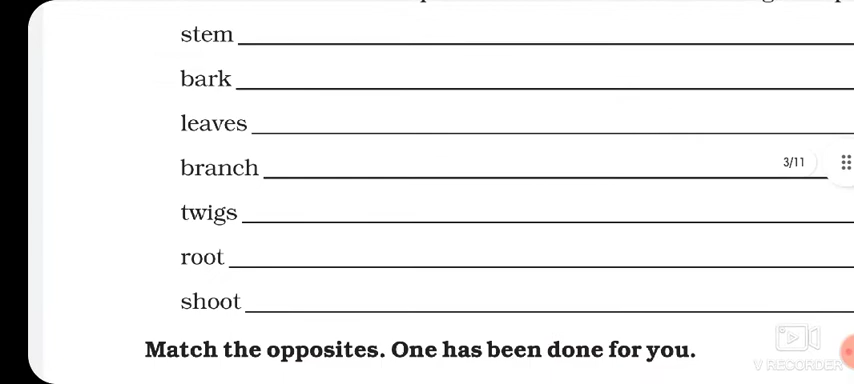 stem
bark
leaves
branch
3/11
twigs
root
shoot
Match the opposites. One has been done for you.
V RECORDER